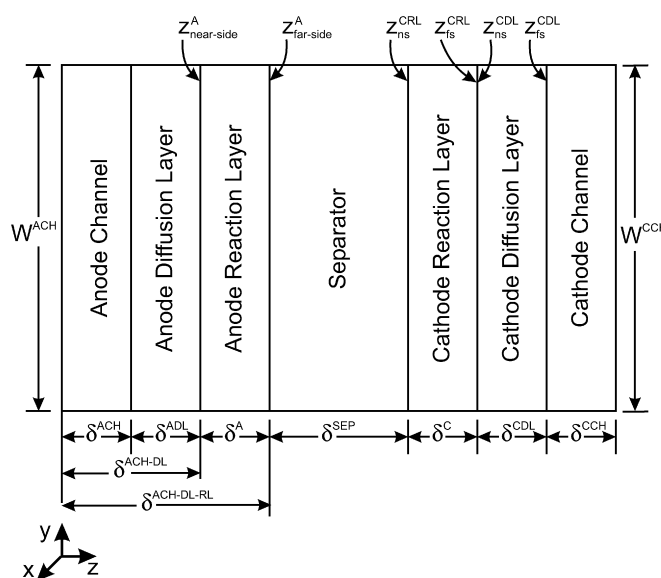 z^A_near-side
z^A_far-side
z^CRL_ns
z^CRL_fs
z^CDL_ns
z^CDL_fs
W^ACH
Anode Channel
Anode Diffusion Layer
Anode Reaction Layer
Separator
Cathode Reaction Layer
Cathode Diffusion Layer
Cathode Channel
W^CCH
δ^ACH
δ^ADL
δ^A
δ^SEP
δ^C
δ^CDL
δ^CCH
δ^ACH-DL
δ^ACH-DL-RL
y
x
z